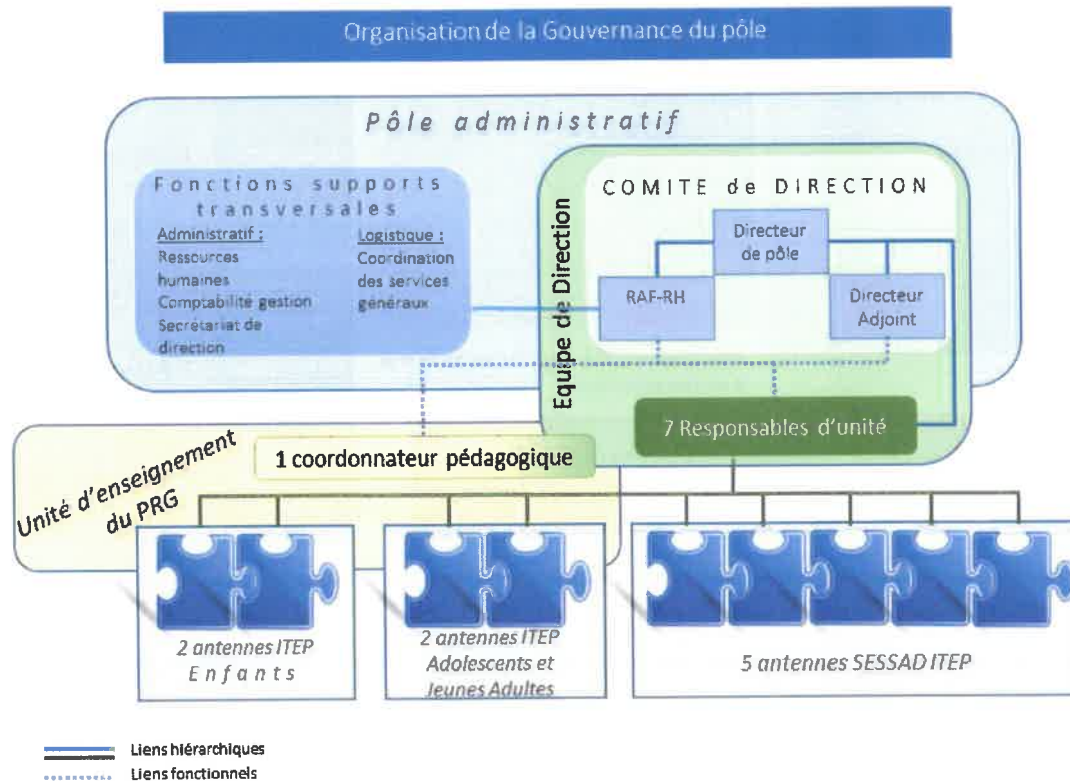 Organisation de la Gouvernance du pôle
Pôle administratif
Fonctions supports
transversales
Administratif :
Ressources
humaines
Comptabilité gestion
Secrétariat de
direction
Logistique :
Coordination
des services
généraux
Equipe de Direction
COMITE de DIRECTION
Directeur
de pôle
RAF-RH
Directeur
Adjoint
7 Responsables d'unité
Unité d'enseignement
du PRG
1 coordonnateur pédagogique
2 antennes ITEP
Enfants
2 antennes ITEP
Adolescents et
Jeunes Adultes
5 antennes SESSAD ITEP
Liens hiérarchiques
Liens fonctionnels